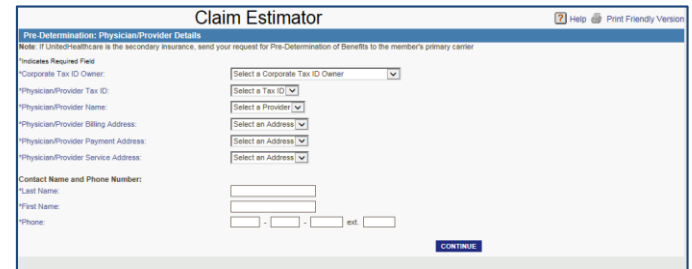 Claim Estimator
Help Print Friendly Version
Pre-Determination: Physician/Provider Details
Note: If UnitedHealthcare is the secondary insurance, send your request for Pre-Determination of Benefits to the member's primary carrier
*Indicates Required Field
*Corporate Tax ID Owner: Select a Corporate Tax ID Owner
*Physician/Provider Tax ID: Select a Tax ID
*Physician/Provider Name: Select a Provider
*Physician/Provider Billing Address: Select an Address
*Physician/Provider Payment Address: Select an Address
*Physician/Provider Service Address: Select an Address
Contact Name and Phone Number:
*Last Name:
*First Name:
*Phone: - - ext.
CONTINUE